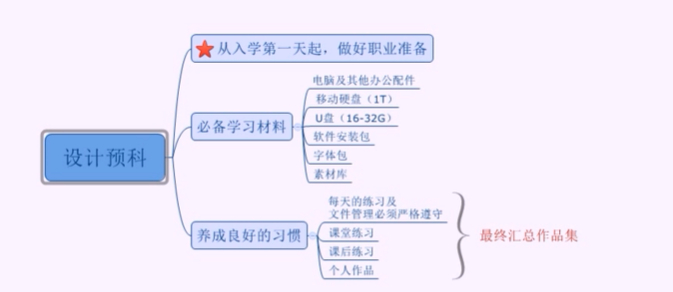 设计预科
从入学第一天起，做好职业准备
必备学习材料
电脑及其他办公配件
移动硬盘（1T）
U盘（16-32G）
软件安装包
字体包
素材库
养成良好的习惯
每天的练习及
文件管理必须严格遵守
课堂练习
课后练习
个人作品
最终汇总作品集